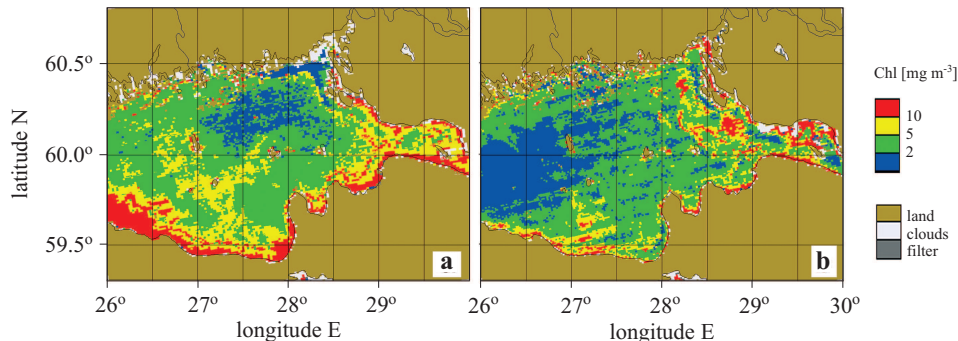 latitude N
60.5º
60.0º
59.5º
a
b
26º 27º 28º 29º
26º 27º 28º 29º 30º
longitude E
longitude E
Chl [mg m-3]
10
5
2
land
clouds
filter